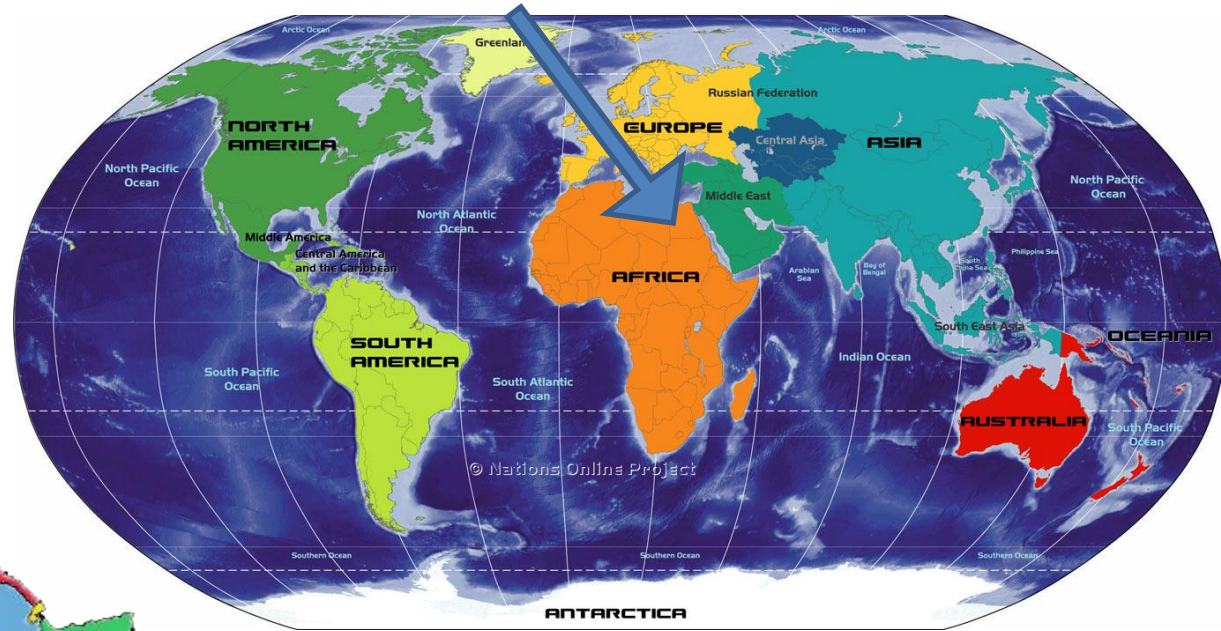 Arctic Ocean
Arctic Ocean
Greenlan
Russian Federation
NORTH
AMERICA
EUROPE
Central Asia
ASIA
North Pacific
Ocean
North Pacific
Ocean
Middle East
North Atlantic
Ocean
Middle America
Central America
and the Caribbean
Philippine Sea
South
China Sea
Arabian
Sea
Bay of
Bengal
AFRICA
South East Asia
OCEANIA
SOUTH
AMERICA
Indian Ocean
South Pacific
Ocean
South Atlantic
Ocean
AUSTRALIA
South Pacific
Ocean
© Nations Online Project
Southern Ocean
Southern Ocean
Southern Ocean
ANTARCTICA